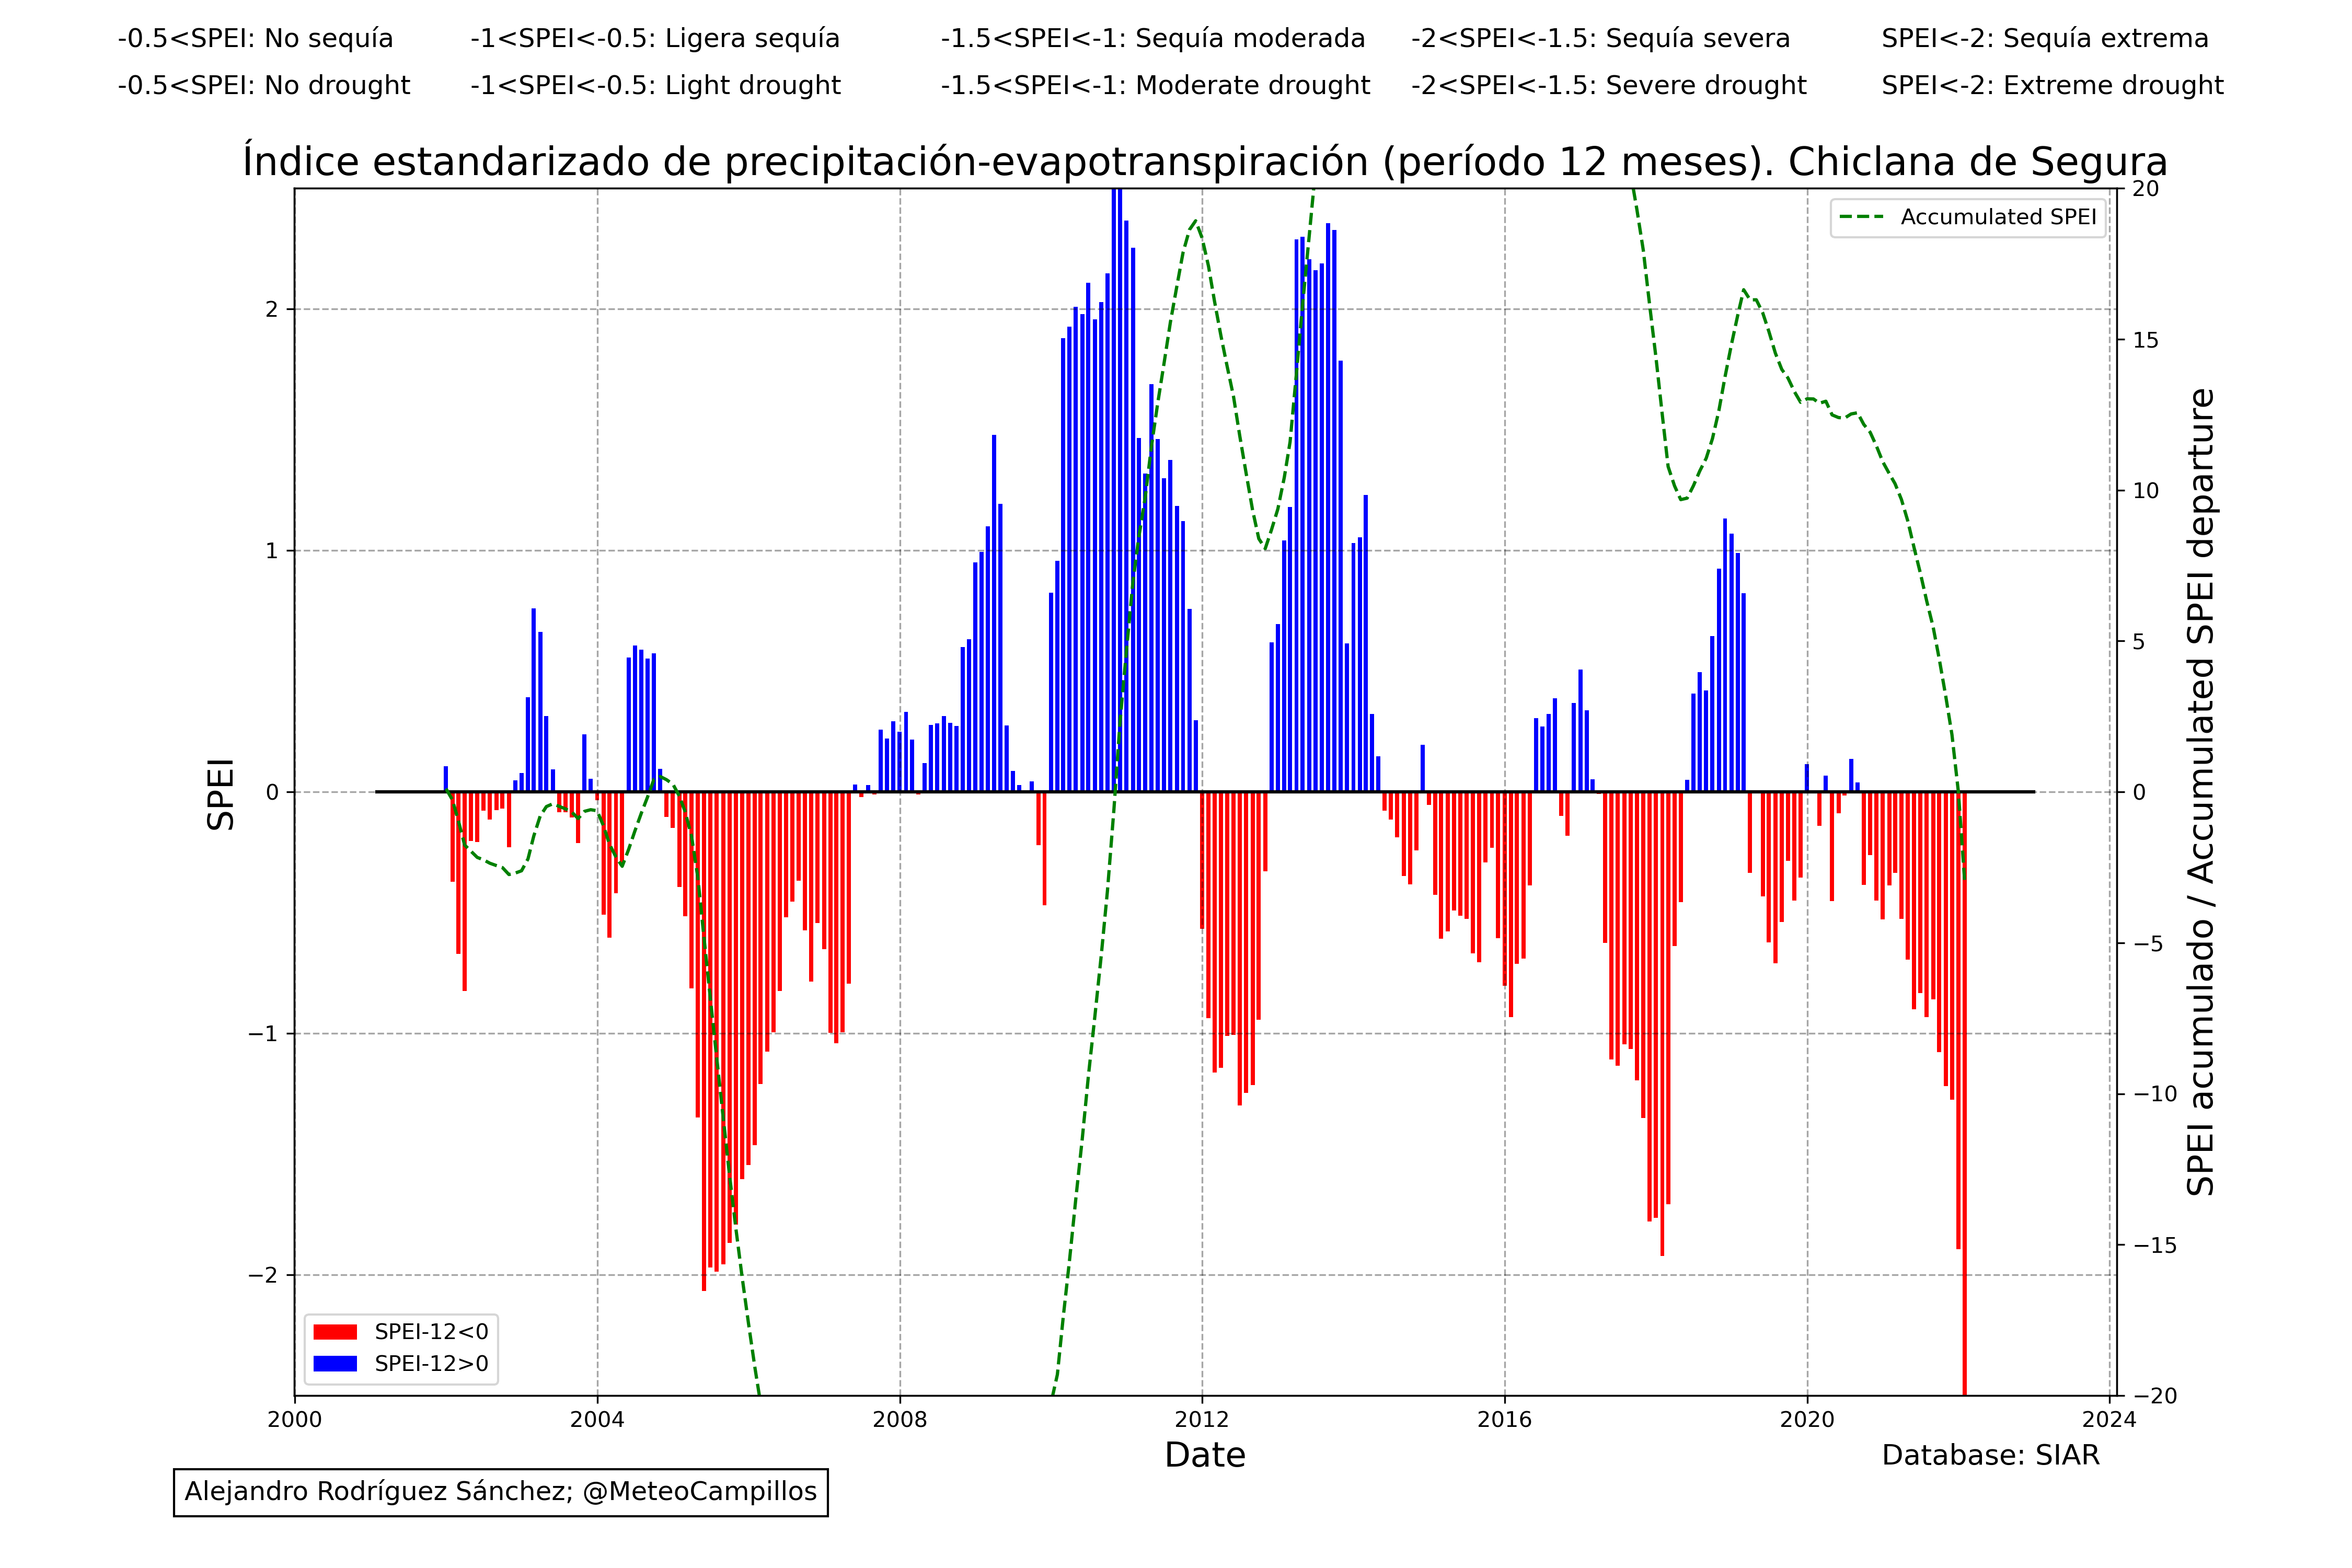 -0.5<SPEI: No sequía -1<SPEI<-0.5: Ligera sequía -1.5<SPEI<-1: Sequía moderada -2<SPEI<-1.5: Sequía severa SPEI<-2: Sequía extrema
-0.5<SPEI: No drought -1<SPEI<-0.5: Light drought -1.5<SPEI<-1: Moderate drought -2<SPEI<-1.5: Severe drought SPEI<-2: Extreme drought
Índice estandarizado de precipitación-evapotranspiración (período 12 meses). Chiclana de Segura
Accumulated SPEI
2
1
0
−1
−2
SPEI
20
15
10
5
0
−5
−10
−15
−20
SPEI acumulado / Accumulated SPEI departure
SPEI-12<0
SPEI-12>0
2000 2004 2008 2012 2016 2020 2024
Date
Database: SIAR
Alejandro Rodríguez Sánchez; @MeteoCampillos